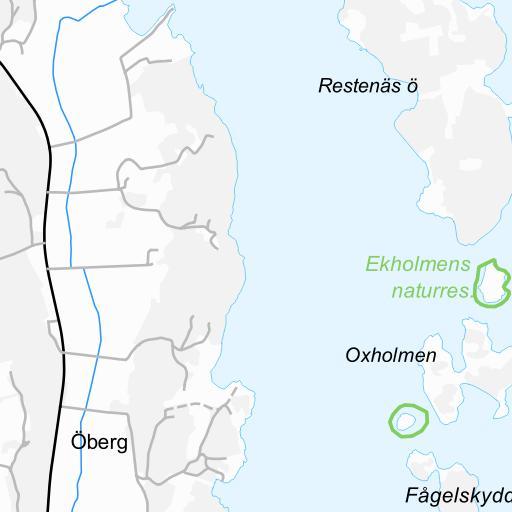 Restenäs ö
Ekholmens
naturres.
Oxholmen
Öberg
Fågelskydd